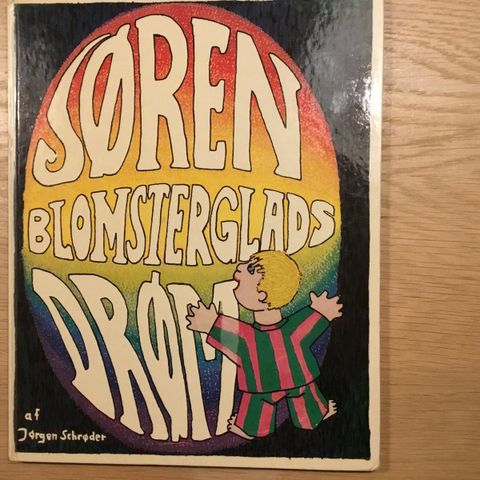 SØREN
BLOMSTERGLADS
DRØM
af
Jørgen Schrøder